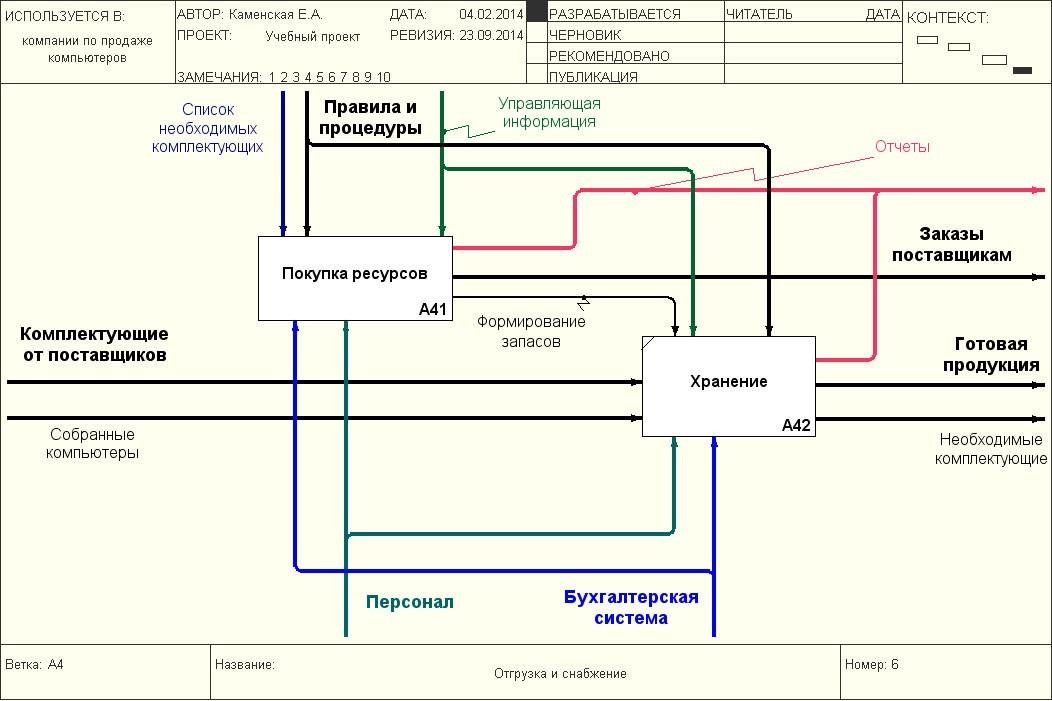 ИСПОЛЬЗУЕТСЯ В:
компании по продаже
компьютеров
АВТОР: Каменская Е.А.
ДАТА: 04.02.2014
ПРОЕКТ: Учебный проект
РЕВИЗИЯ: 23.09.2014
ЗАМЕЧАНИЯ: 1 2 3 4 5 6 7 8 9 10
РАЗРАБАТЫВАЕТСЯ
ЧЕРНОВИК
РЕКОМЕНДОВАНО
ПУБЛИКАЦИЯ
ЧИТАТЕЛЬ ДАТА
КОНТЕКСТ:
Список
необходимых
комплектующих
Правила и
процедуры
Управляющая
информация
Отчеты
Заказы
поставщикам
Покупка ресурсов
A41
Формирование
запасов
Комплектующие
от поставщиков
Готовая
продукция
Хранение
A42
Собранные
компьютеры
Необходимые
комплектующие
Персонал
Бухгалтерская
система
Ветка: A4
Название:
Отгрузка и снабжение
Номер: 6